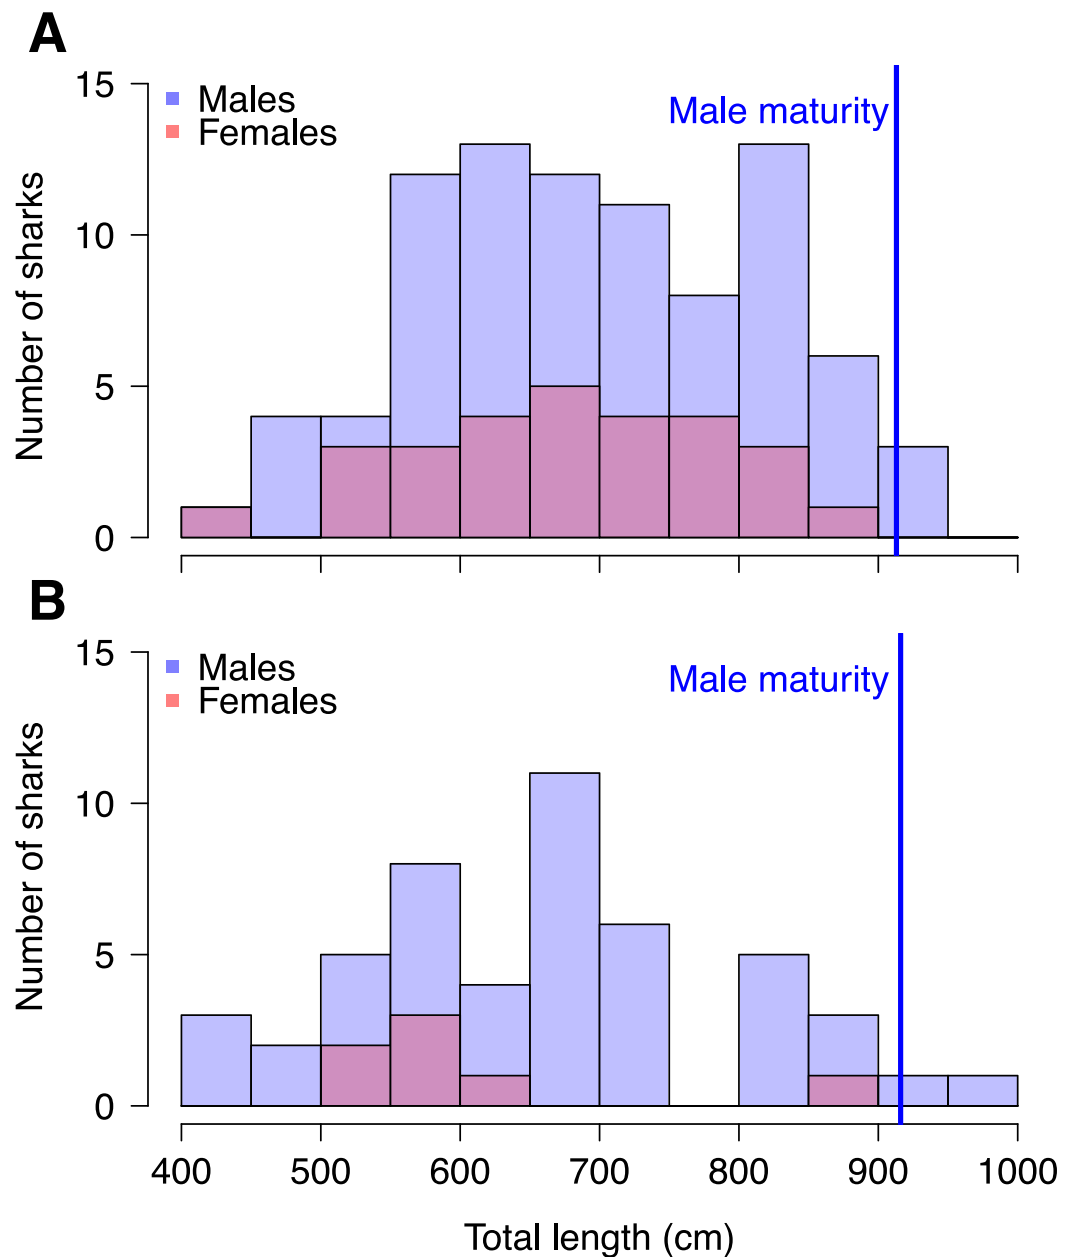 A
15
10
5
0
Number of sharks
Males
Females
Male maturity
B
15
10
5
0
Number of sharks
Males
Females
Male maturity
400 500 600 700 800 900 1000
Total length (cm)